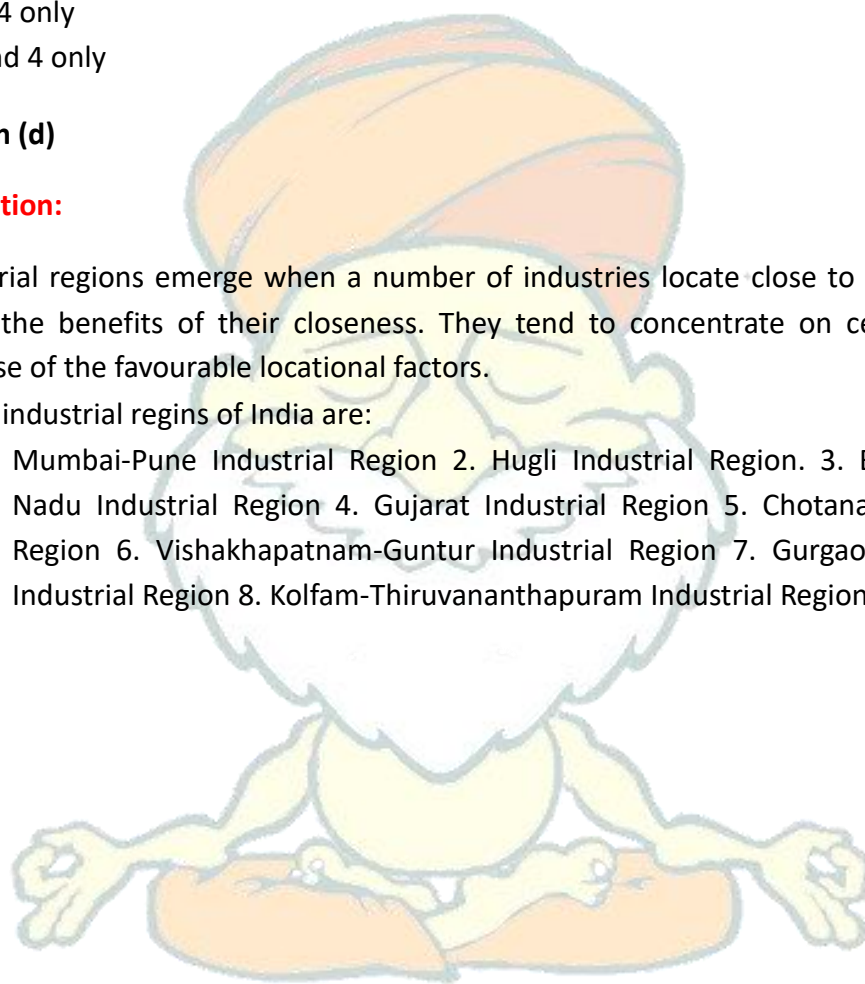 4 only
nd 4 only
n (d)
tion:
rial regions emerge when a number of industries locate close to
the benefits of their closeness. They tend to concentrate on ce
se of the favourable locational factors.
industrial regins of India are:
Mumbai-Pune Industrial Region 2. Hugli Industrial Region. 3. B
Nadu Industrial Region 4. Gujarat Industrial Region 5. Chotana
Region 6. Vishakhapatnam-Guntur Industrial Region 7. Gurgao
Industrial Region 8. Kolfam-Thiruvananthapuram Industrial Region